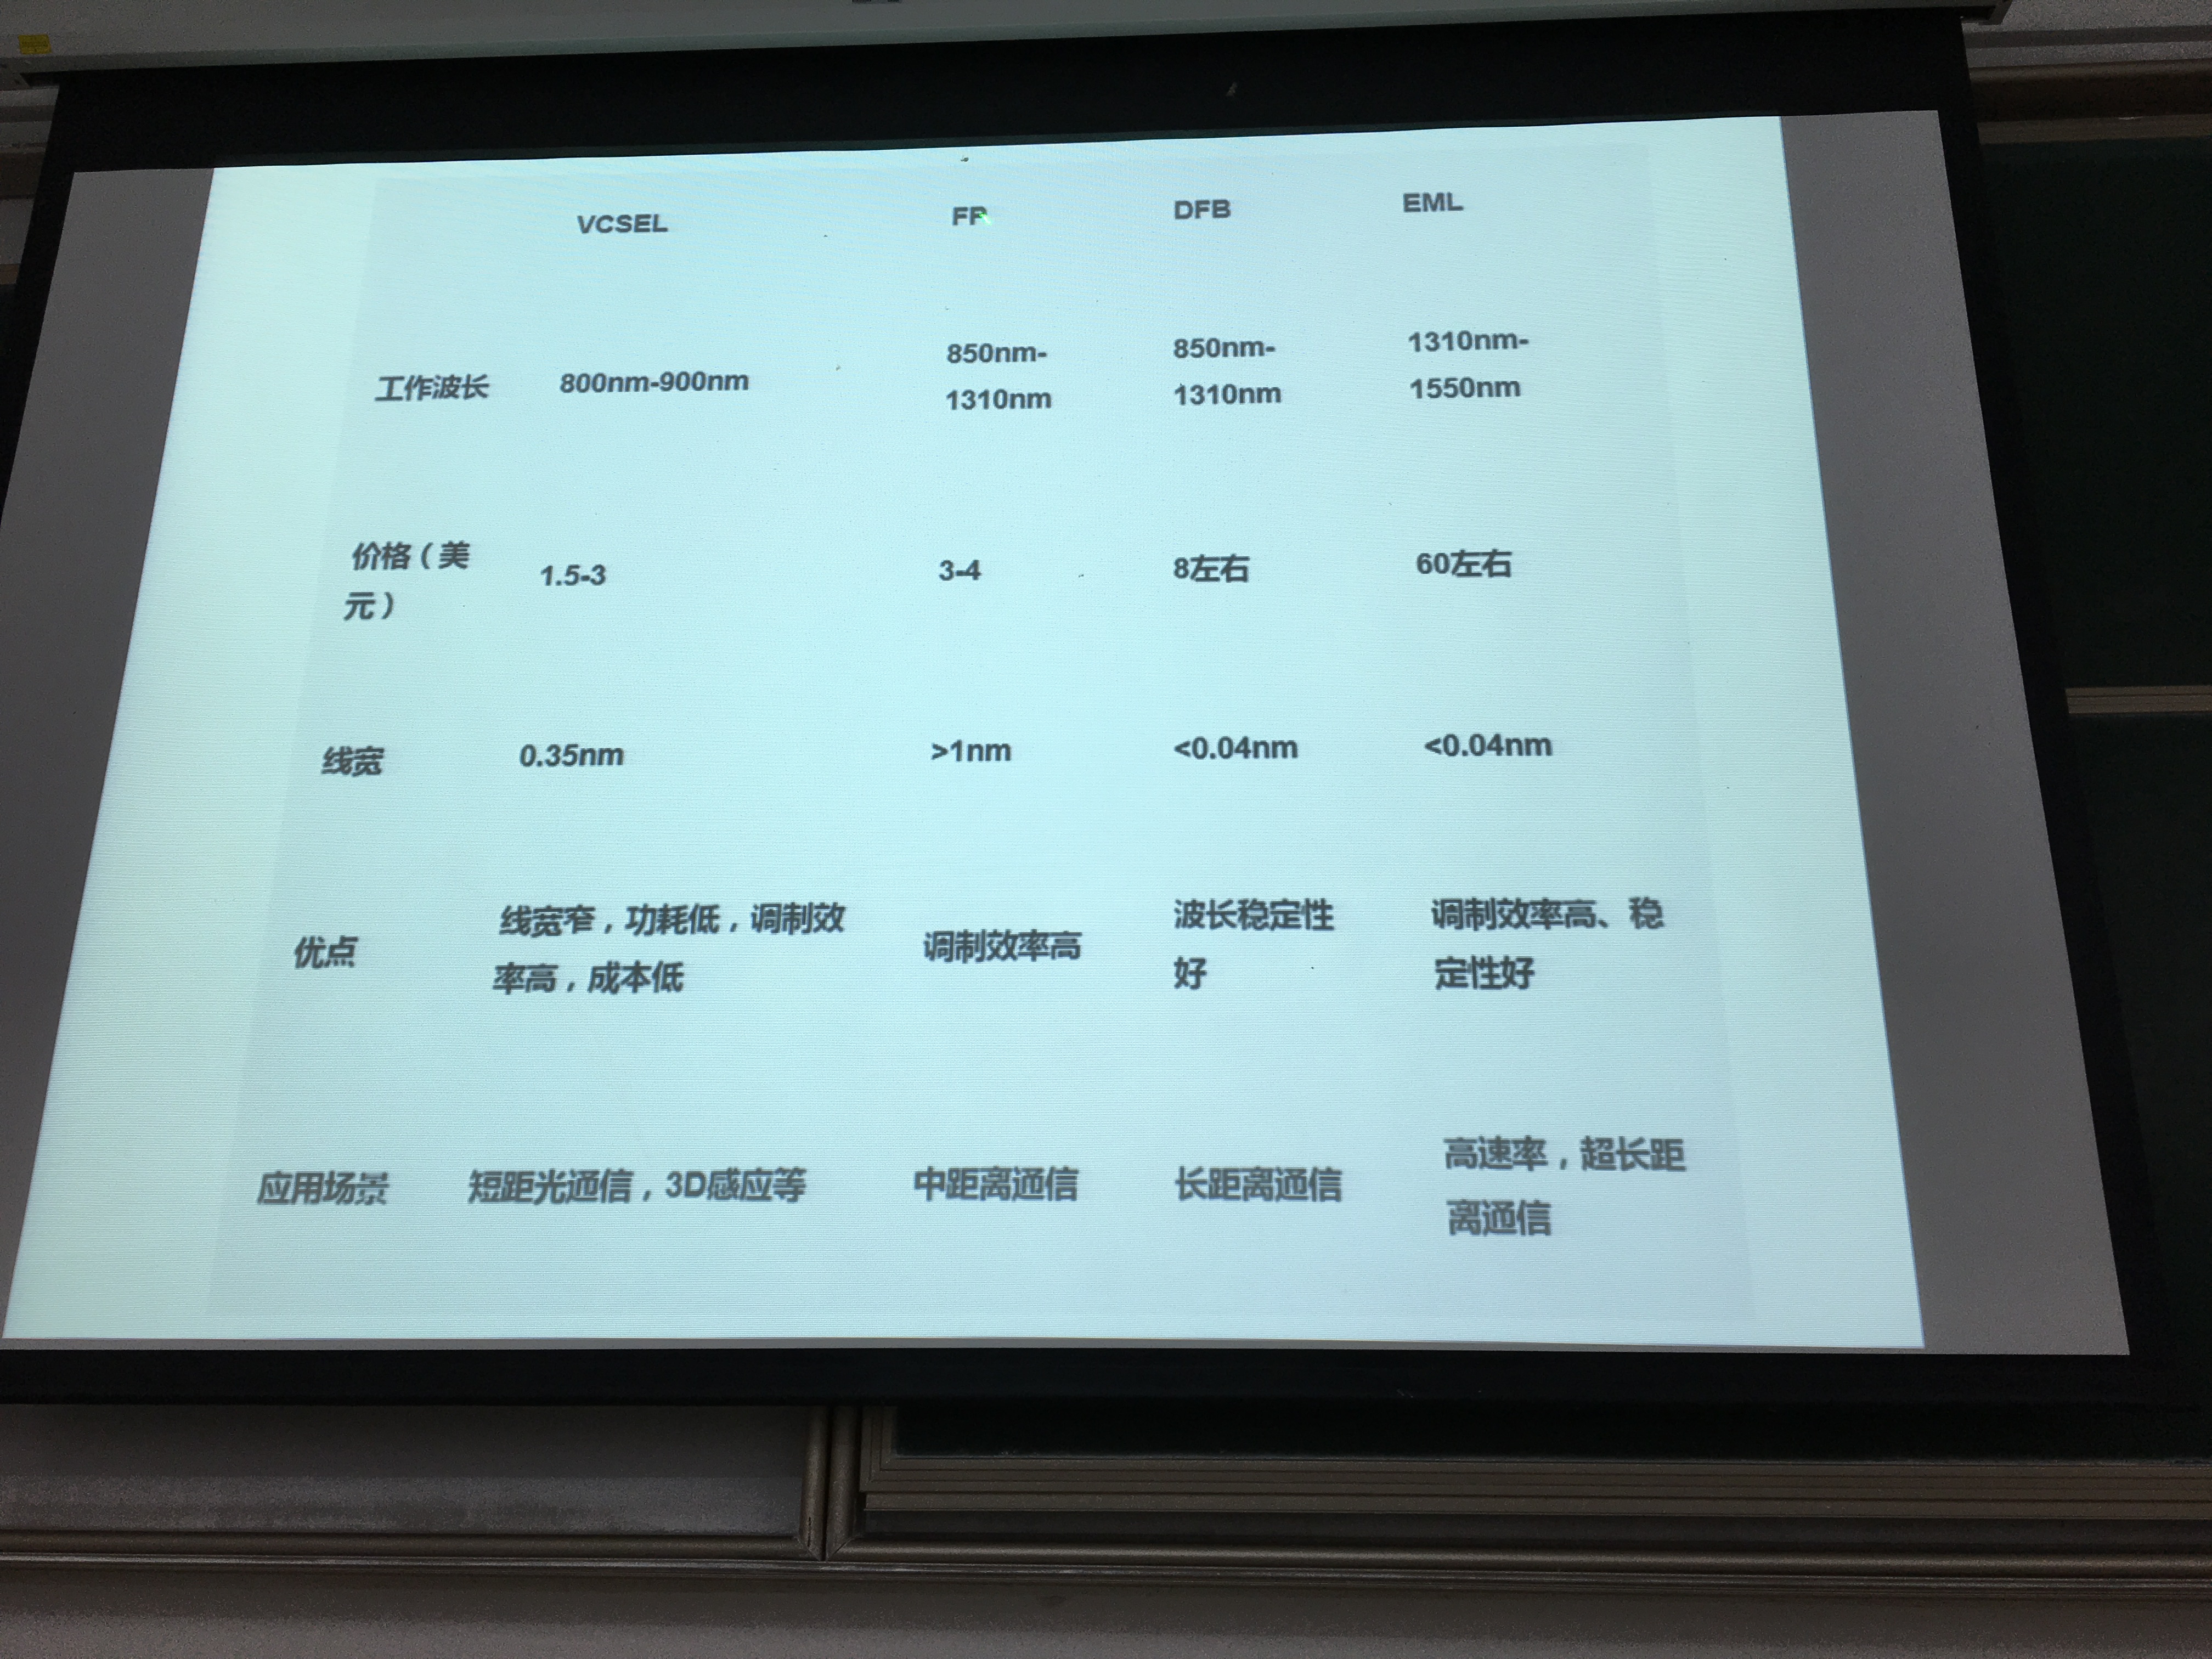 VCSEL FP DFB EML
工作波长 800nm-900nm 850nm- 850nm- 1310nm-
1310nm 1310nm 1550nm
价格（美 1.5-3 3-4 8左右 60左右
元）
线宽 0.35nm >1nm <0.04nm <0.04nm
优点 线宽窄，功耗低，调制效 调制效率高 波长稳定性 调制效率高、稳
率高，成本低 好 定性好
应用场景 短距光通信，3D感应等 中距离通信 长距离通信 高速率，超长距
离通信